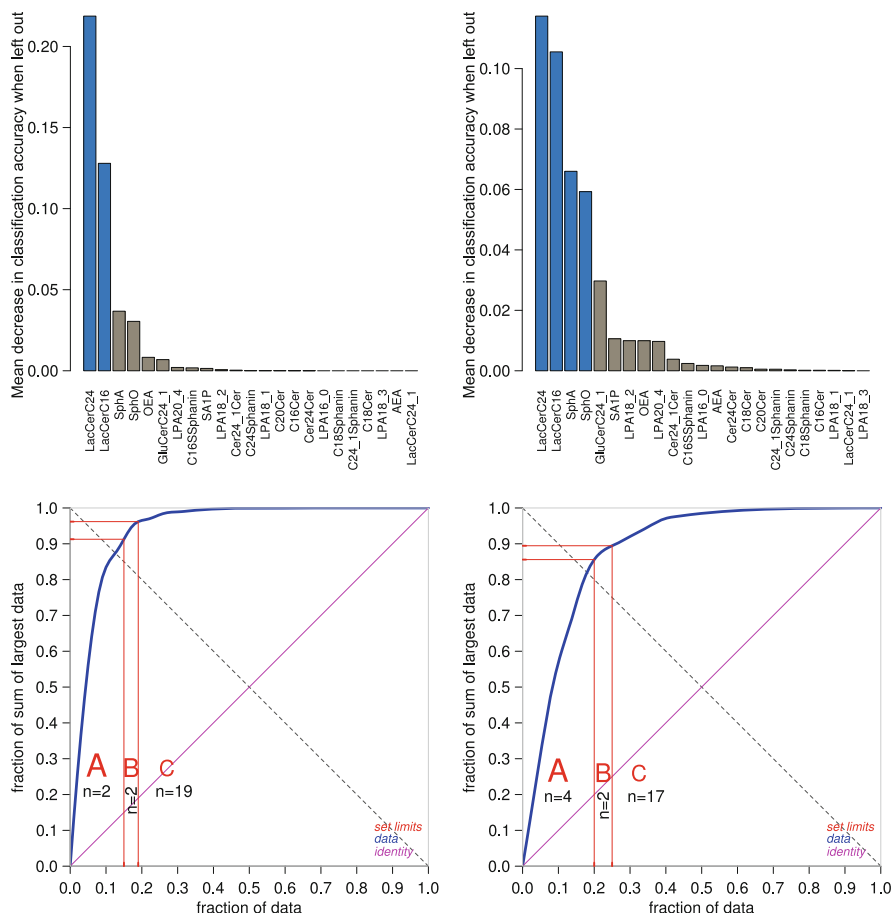 Mean decrease in classification accuracy when left out
0.20
0.15
0.10
0.05
0.00
LacCerC24
LacCerC16
SphA
SphO
OEA
GluCerC24_1
LPA20_4
C16SSphanin
SA1P
LPA18_2
Cer24_1Cer
C24Sphanin
LPA18_1
C20Cer
C16Cer
Cer24Cer
LPA16_0
C18Sphanin
C24_1Sphanin
C18Cer
LPA18_3
AEA
LacCerC24_1
Mean decrease in classification accuracy when left out
0.10
0.08
0.06
0.04
0.02
0.00
LacCerC24
LacCerC16
SphA
SphO
GluCerC24_1
SA1P
LPA18_2
OEA
LPA20_4
Cer24_1Cer
C16SSphanin
LPA16_0
AEA
Cer24Cer
C18Cer
C20Cer
C24_1Sphanin
C24Sphanin
C18Sphanin
C16Cer
LPA18_1
LacCerC24_1
LPA18_3
fraction of sum of largest data
1.0
0.9
0.8
0.7
0.6
0.5
0.4
0.3
0.2
0.1
0.0
A
B
C
n=2
n=2
n=19
set limits
data
identity
0.0 0.1 0.2 0.3 0.4 0.5 0.6 0.7 0.8 0.9 1.0
fraction of data
fraction of sum of largest data
1.0
0.9
0.8
0.7
0.6
0.5
0.4
0.3
0.2
0.1
0.0
A
B
C
n=4
n=2
n=17
set limits
data
identity
0.0 0.1 0.2 0.3 0.4 0.5 0.6 0.7 0.8 0.9 1.0
fraction of data